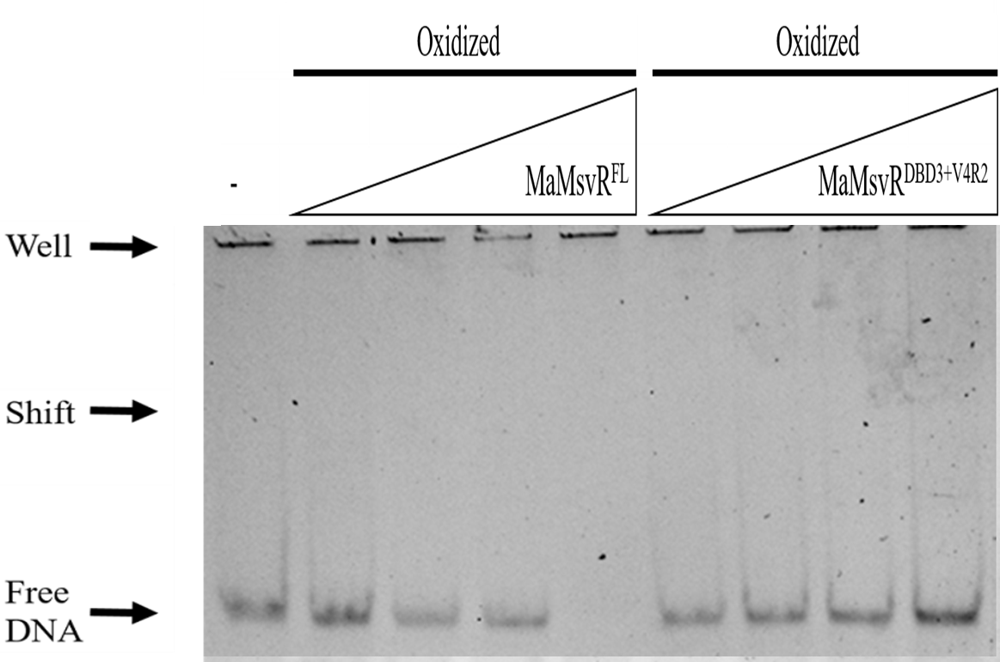 Oxidized
Oxidized
-
MaMsvR^FL
MaMsvR^DBD3+V4R2
Well
Shift
Free
DNA